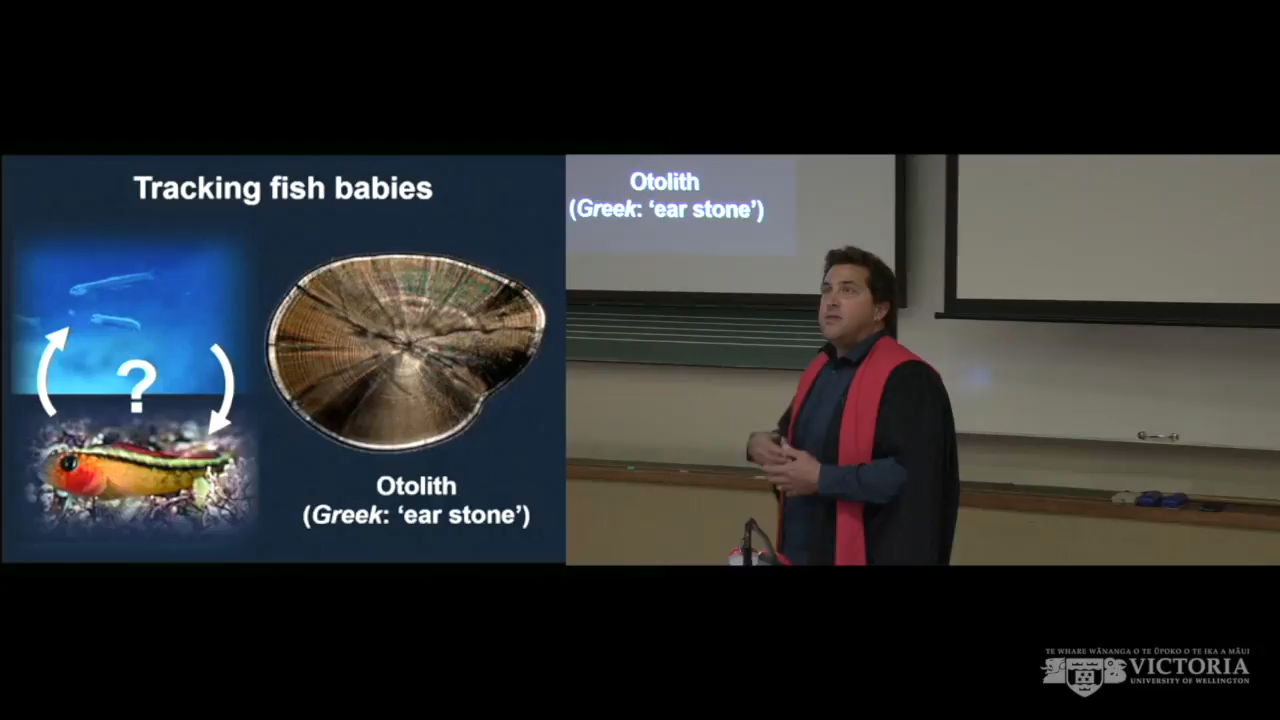 Tracking fish babies
?
Otolith
(Greek: ‘ear stone’)
Otolith
(Greek: ‘ear stone’)
TE WHARE WĀNANGA O TE ŪPOKO O TE IKA A MĀUI
VICTORIA
UNIVERSITY OF WELLINGTON